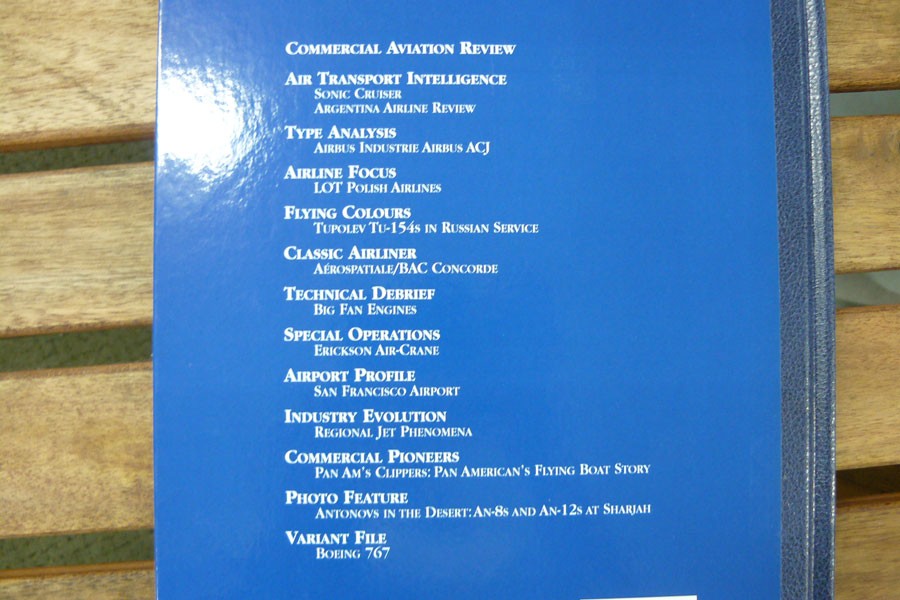 COMMERCIAL AVIATION REVIEW
AIR TRANSPORT INTELLIGENCE
SONIC CRUISER
ARGENTINA AIRLINE REVIEW
TYPE ANALYSIS
AIRBUS INDUSTRIE AIRBUS ACJ
AIRLINE FOCUS
LOT POLISH AIRLINES
FLYING COLOURS
TUPOLEV TU-154S IN RUSSIAN SERVICE
CLASSIC AIRLINER
AÉROSPATIALE/BAC CONCORDE
TECHNICAL DEBRIEF
BIG FAN ENGINES
SPECIAL OPERATIONS
ERICKSON AIR-CRANE
AIRPORT PROFILE
SAN FRANCISCO AIRPORT
INDUSTRY EVOLUTION
REGIONAL JET PHENOMENA
COMMERCIAL PIONEERS
PAN AM'S CLIPPERS: PAN AMERICAN'S FLYING BOAT STORY
PHOTO FEATURE
ANTONOVS IN THE DESERT: AN-8S AND AN-12S AT SHARJAH
VARIANT FILE
BOEING 767